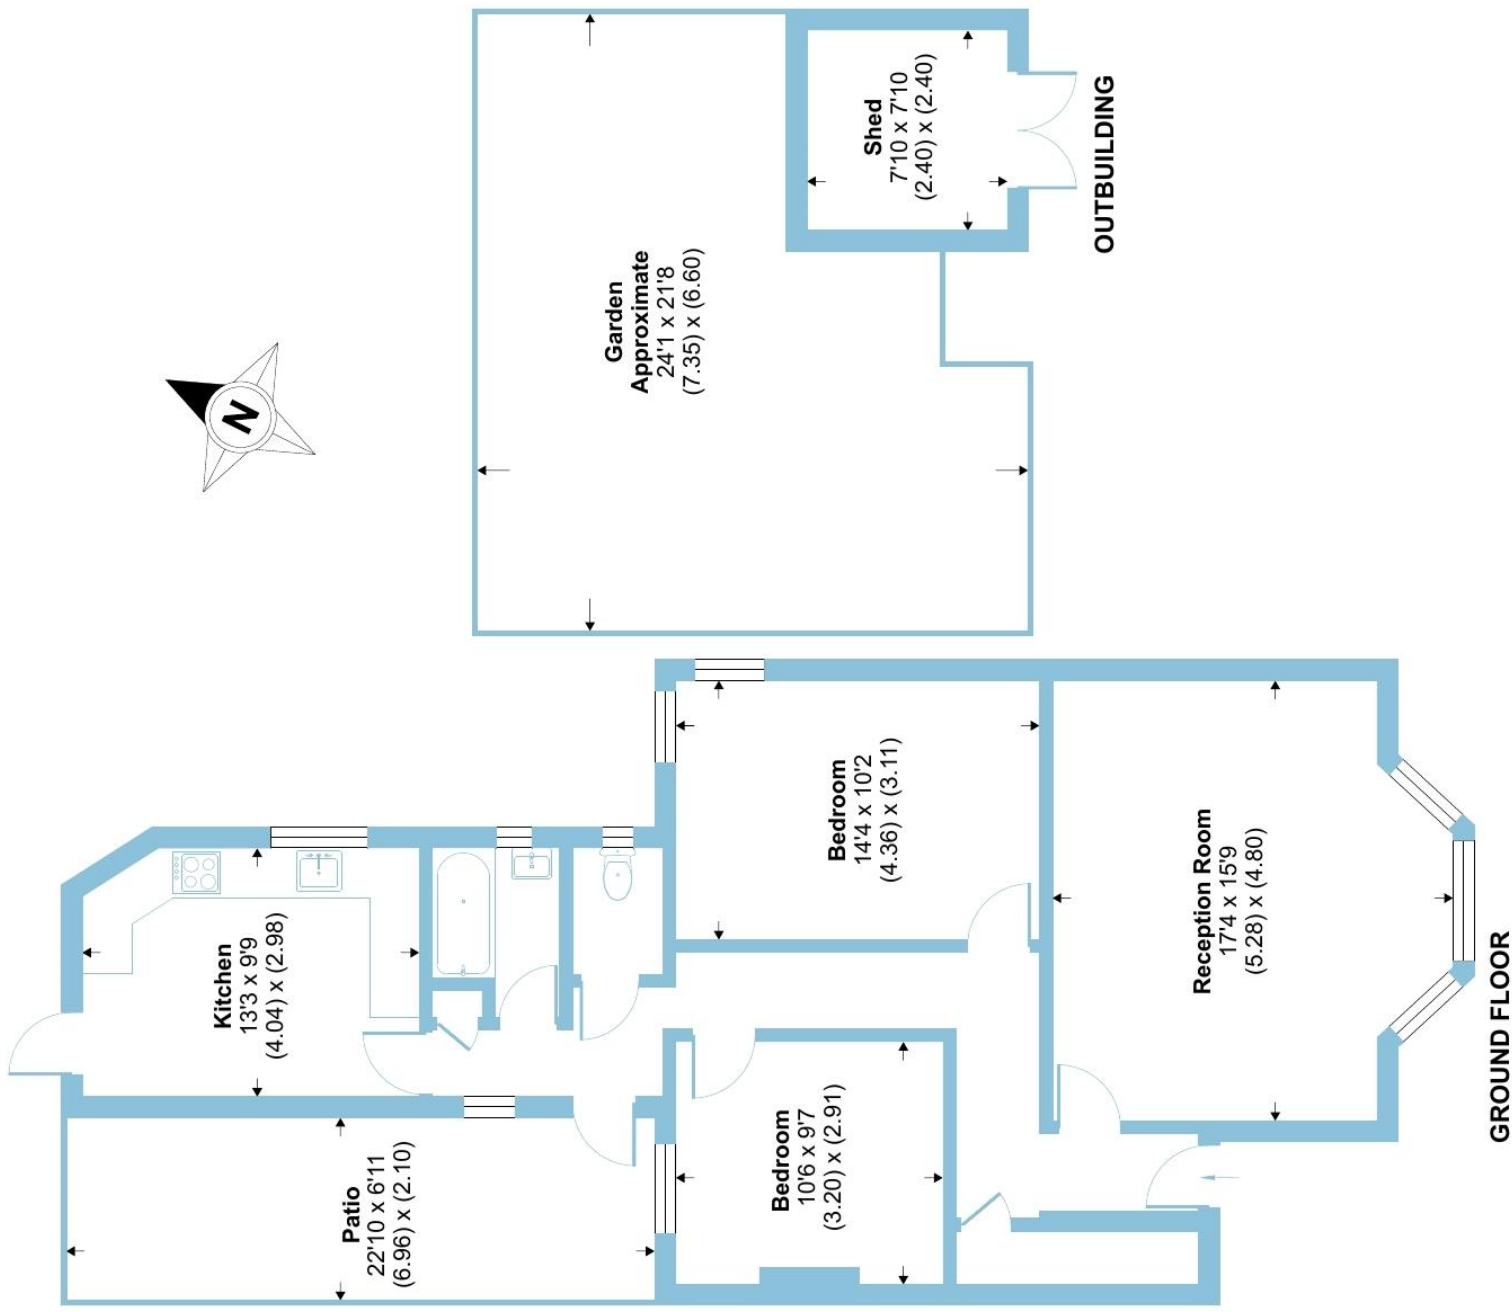 Shed
7'10 x 7'10
(2.40) x (2.40)
OUTBUILDING
Garden
Approximate
24'1 x 21'8
(7.35) x (6.60)
N
Kitchen
13'3 x 9'9
(4.04) x (2.98)
Bedroom
14'4 x 10'2
(4.36) x (3.11)
Reception Room
17'4 x 15'9
(5.28) x (4.80)
Patio
22'10 x 6'11
(6.96) x (2.10)
Bedroom
10'6 x 9'7
(3.20) x (2.91)
GROUND FLOOR